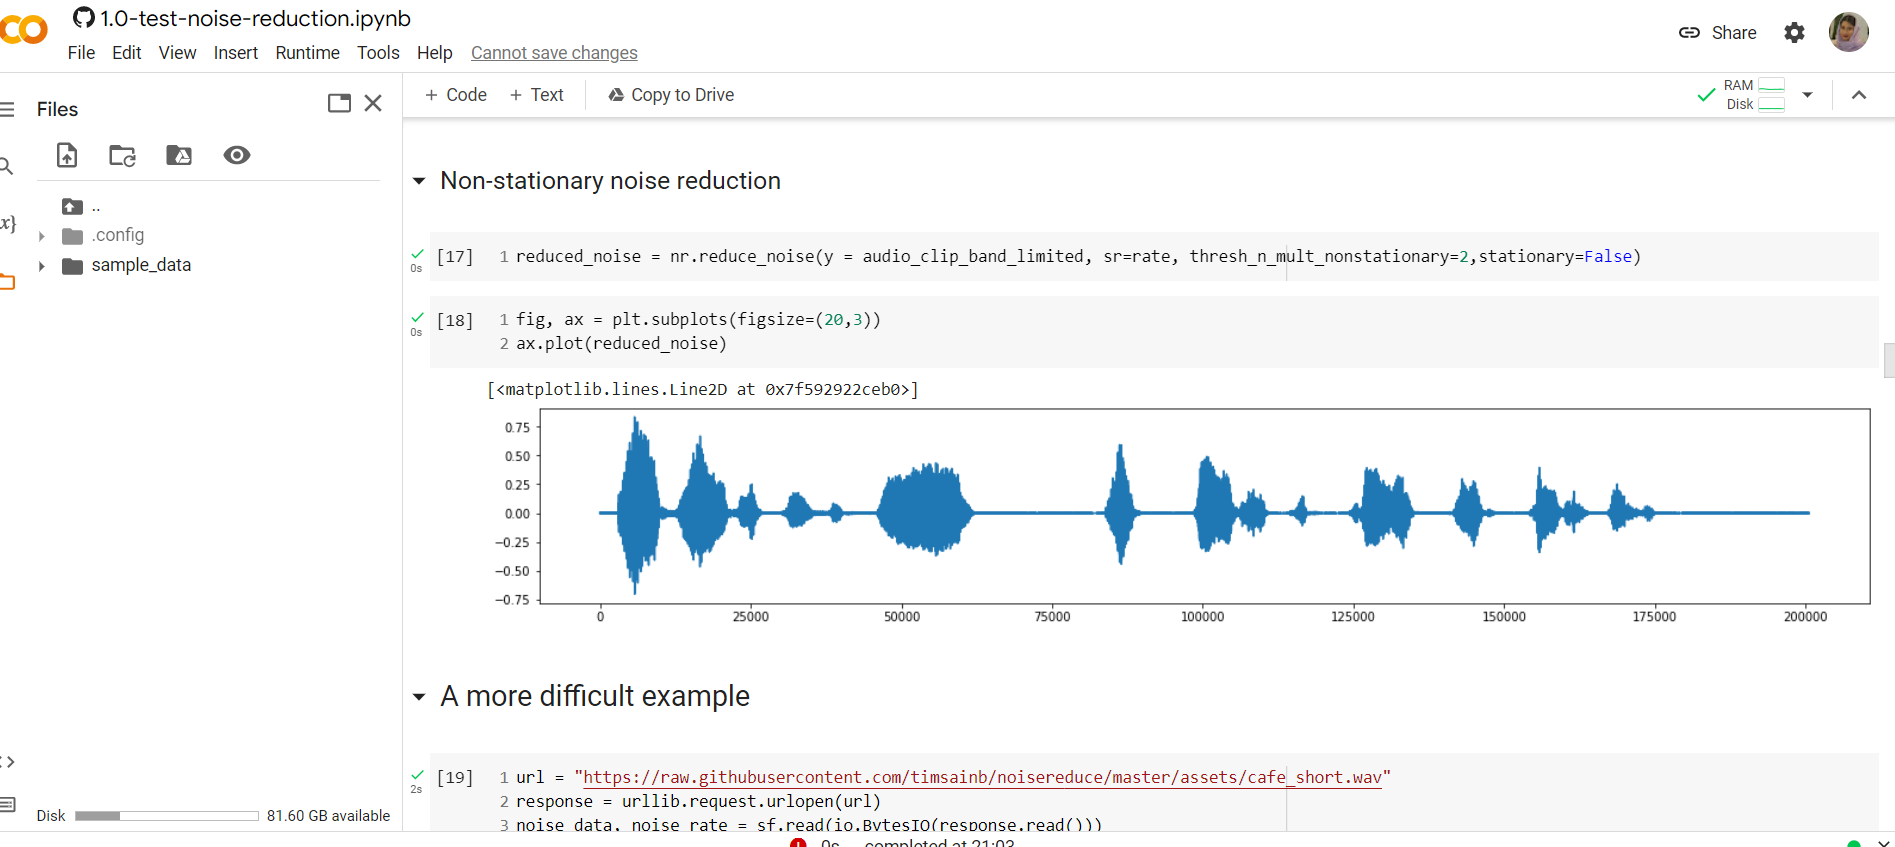 1.0-test-noise-reduction.ipynb
File Edit View Insert Runtime Tools Help Cannot save changes
Share
Files
+ Code + Text Copy to Drive
RAM
Disk
..
.config
sample_data
Non-stationary noise reduction
0s
[17] 1 reduced_noise = nr.reduce_noise(y = audio_clip_band_limited, sr=rate, thresh_n_mult_nonstationary=2,stationary=False)
0s
[18] 1 fig, ax = plt.subplots(figsize=(20,3))
2 ax.plot(reduced_noise)
[<matplotlib.lines.Line2D at 0x7f592922ceb0>]
0.75
0.50
0.25
0.00
−0.25
−0.50
−0.75
0 25000 50000 75000 100000 125000 150000 175000 200000
A more difficult example
2s
[19] 1 url = "https://raw.githubusercontent.com/timsainb/noisereduce/master/assets/cafe_short.wav"
2 response = urllib.request.urlopen(url)
3 noise_data, noise_rate = sf.read(io.BytesIO(response.read()))
Disk 81.60 GB available
0s completed at 21:03